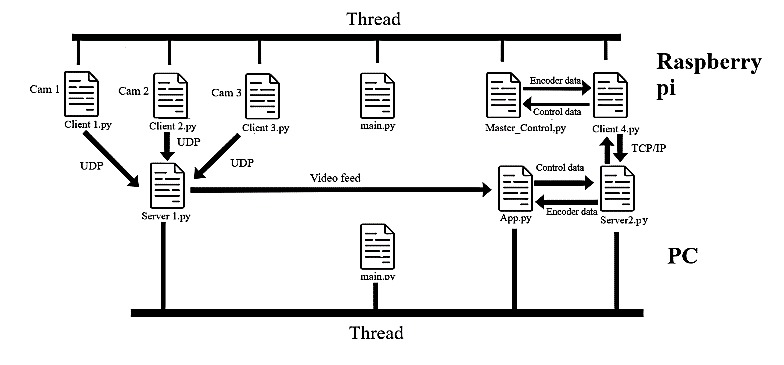 Thread
Raspberry
pi
Cam 1
Cam 2
Cam 3
Encoder data
Control data
Client 1.py
Client 2.py
Client 3.py
main.py
Master_Control.py
Client 4.py
UDP
UDP
UDP
TCP/IP
Video feed
Control data
Encoder data
Server 1.py
App.py
Server2.py
PC
main.py
Thread